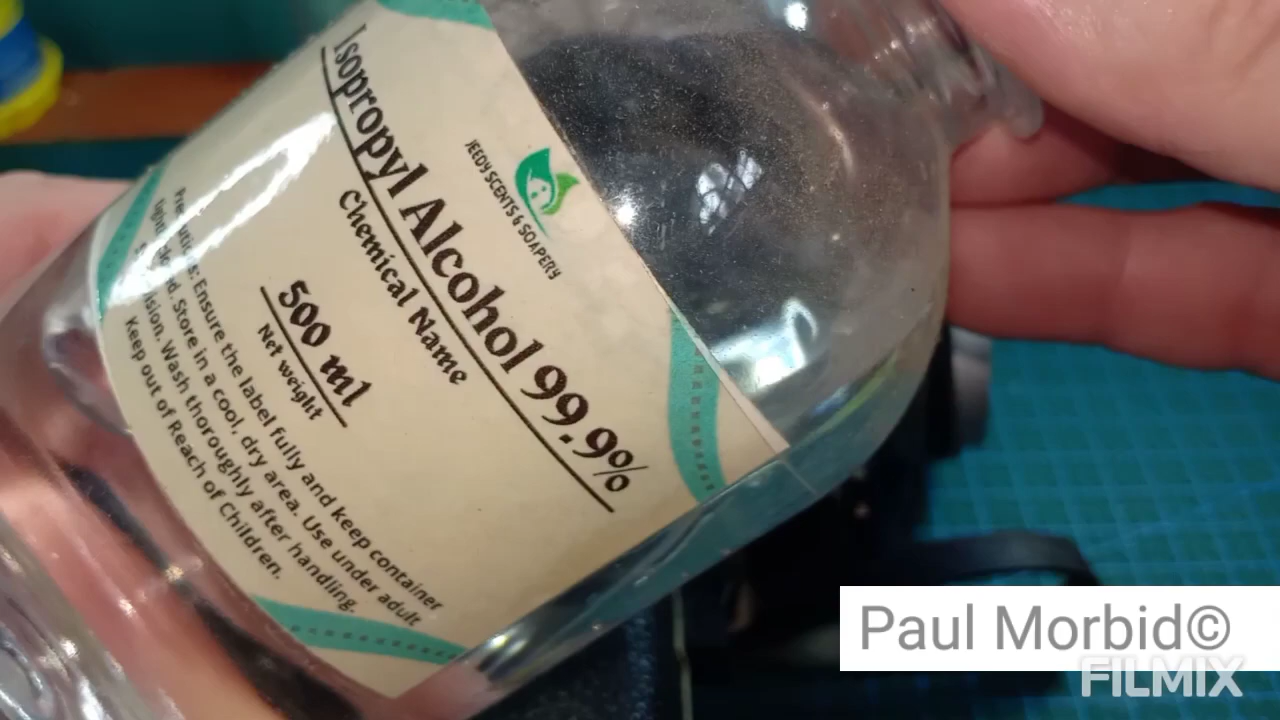 JEEDY SCENTS & SOAPERY
Isopropyl Alcohol 99.9%
Chemical Name
500 ml
Net weight
Ensure the label fully and keep container
Store in a cool, dry area. Use under adult
Wash thoroughly after handling.
Keep out of Reach of Children.
Paul Morbid©
FILMIX